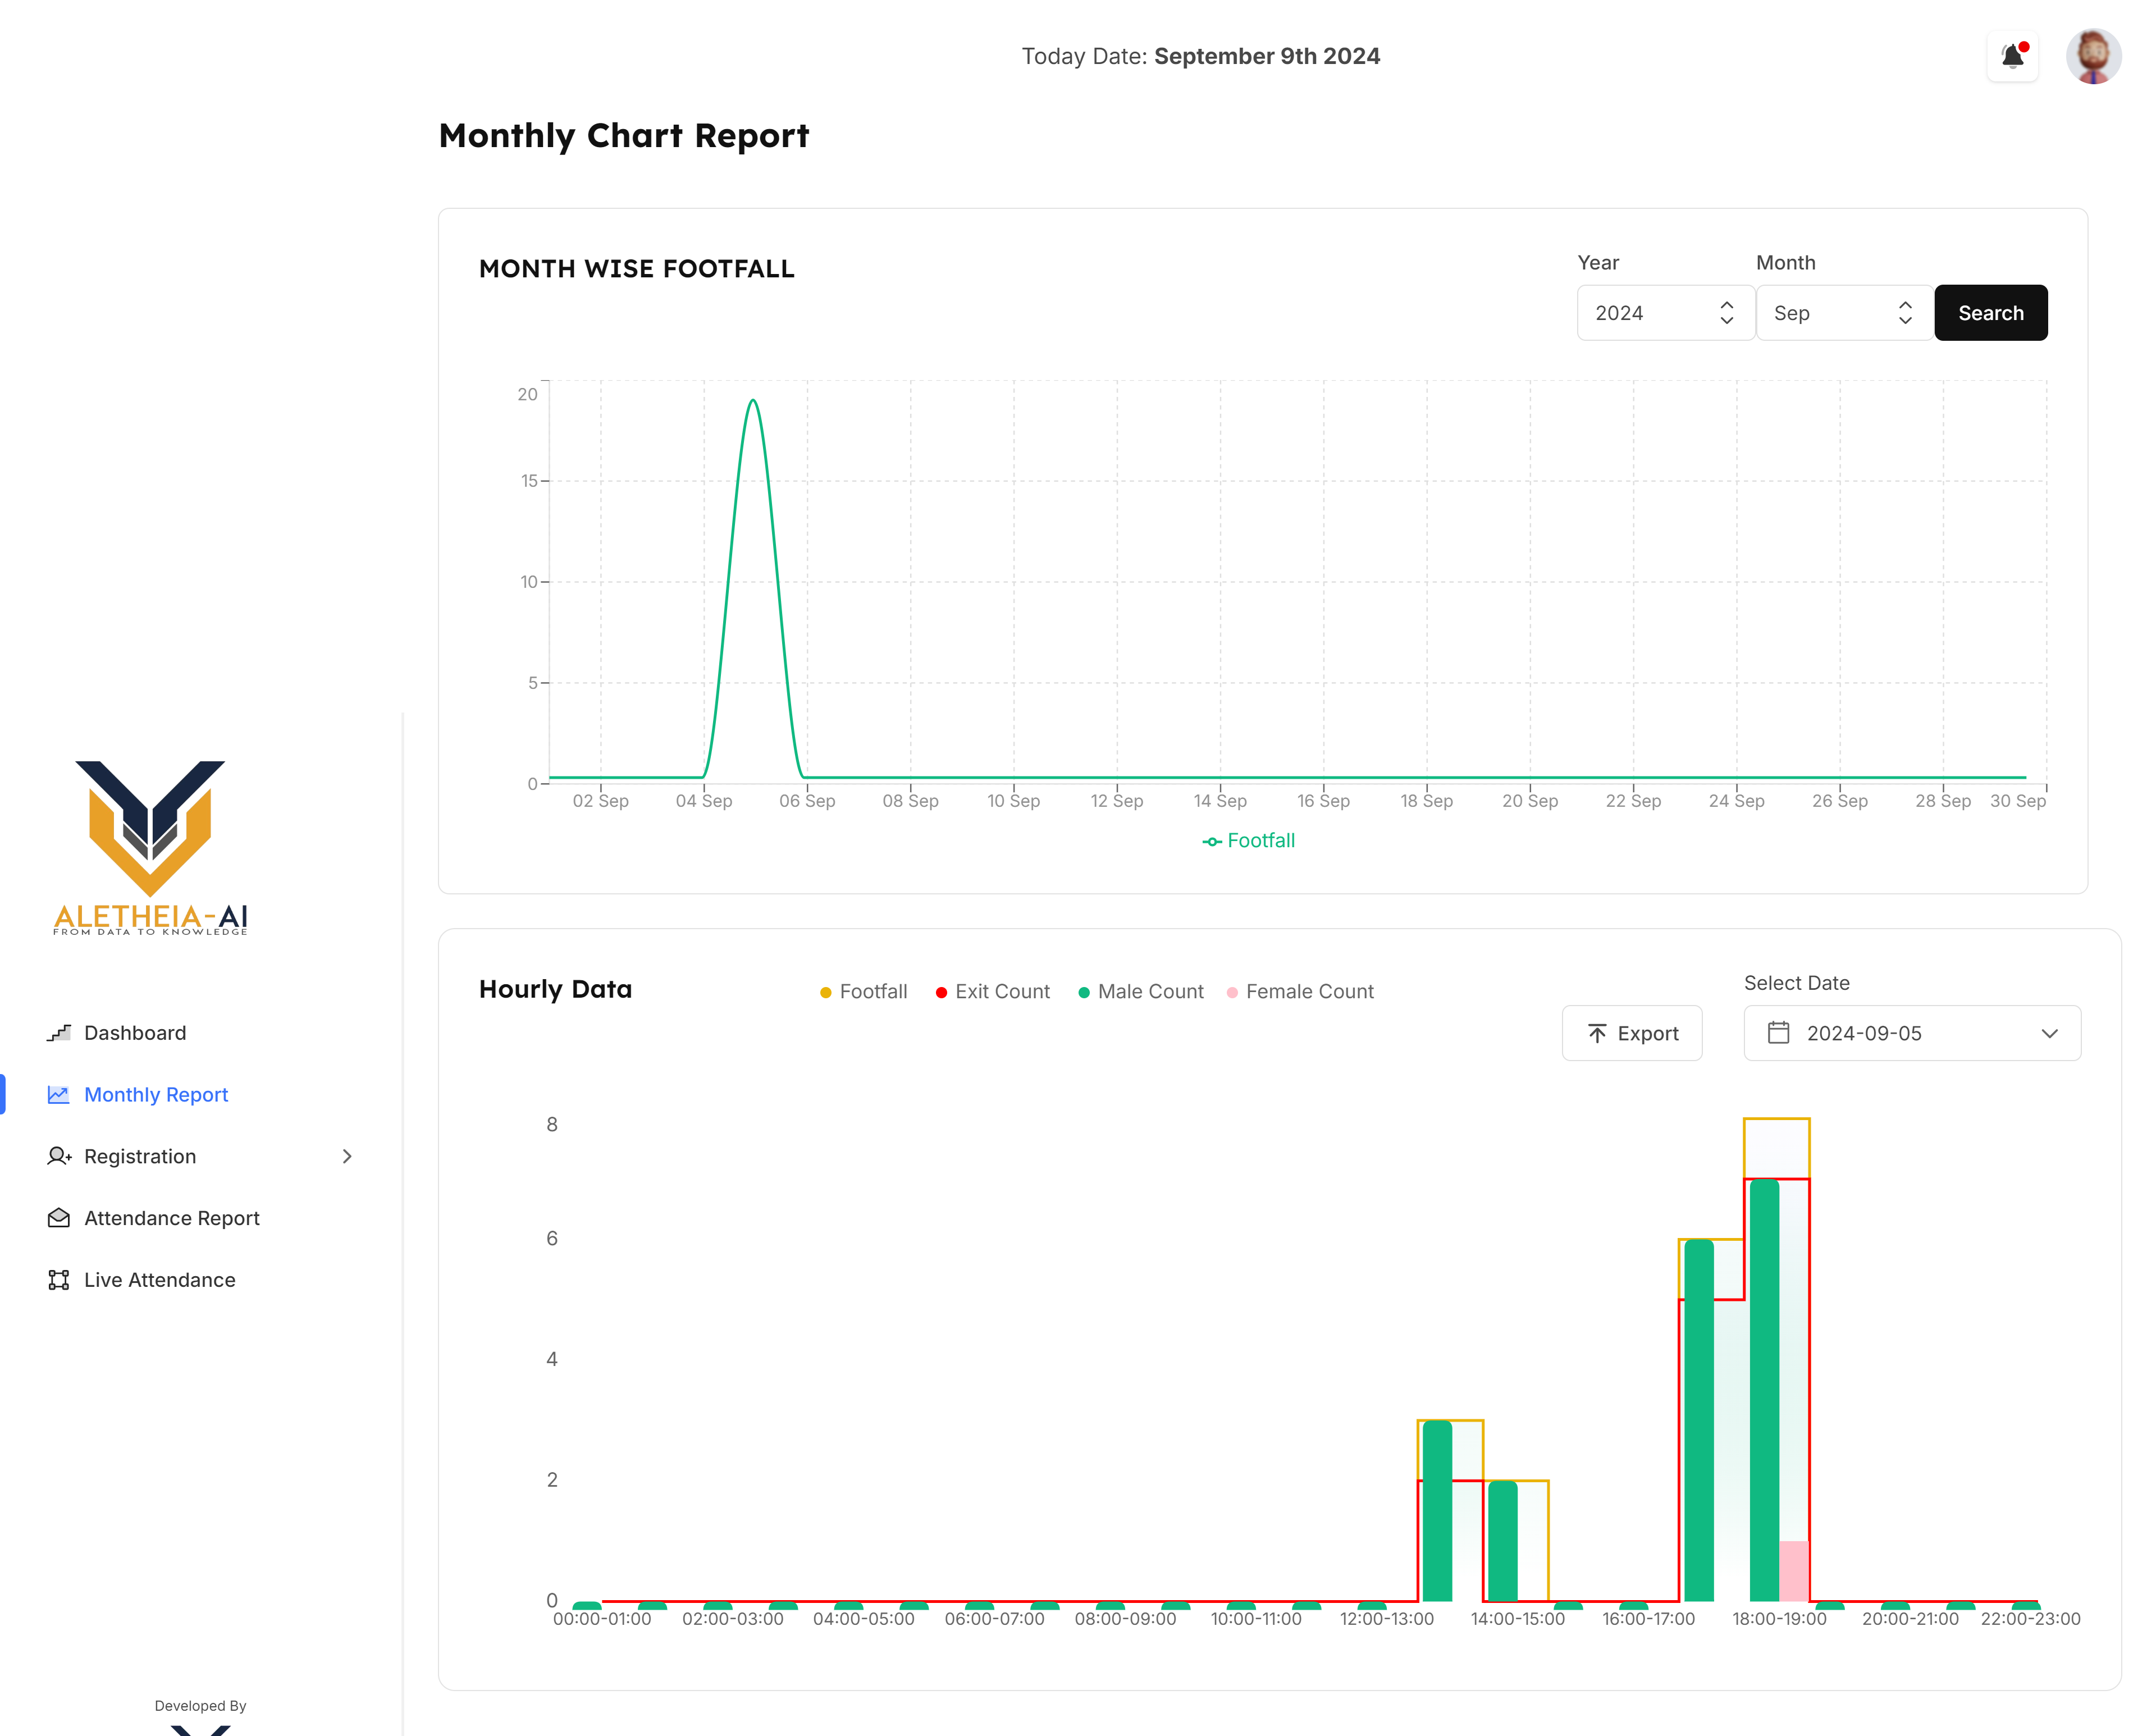 Today Date: September 9th 2024
Monthly Chart Report
MONTH WISE FOOTFALL
Year
Month
2024
Sep
Search
20
15
10
5
0
02 Sep 04 Sep 06 Sep 08 Sep 10 Sep 12 Sep 14 Sep 16 Sep 18 Sep 20 Sep 22 Sep 24 Sep 26 Sep 28 Sep 30 Sep
Footfall
ALETHEIA-AI
FROM DATA TO KNOWLEDGE
Dashboard
Monthly Report
Registration
Attendance Report
Live Attendance
Developed By
Hourly Data
Footfall Exit Count Male Count Female Count
Export
Select Date
2024-09-05
8
6
4
2
0
00:00-01:00 02:00-03:00 04:00-05:00 06:00-07:00 08:00-09:00 10:00-11:00 12:00-13:00 14:00-15:00 16:00-17:00 18:00-19:00 20:00-21:00 22:00-23:00